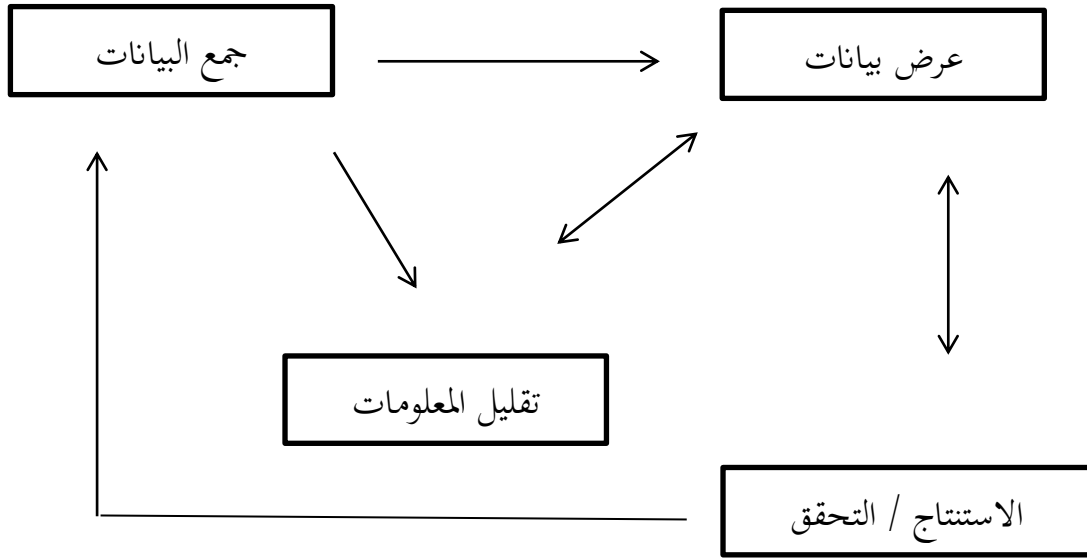 جمع البيانات
عرض بيانات
تقليل المعلومات
الاستنتاج / التحقق